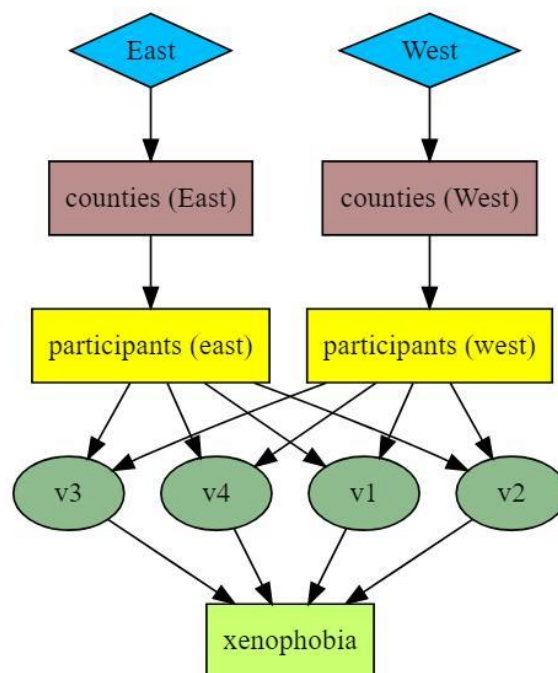 East
West
counties (East)
counties (West)
participants (east)
participants (west)
v3
v4
v1
v2
xenophobia